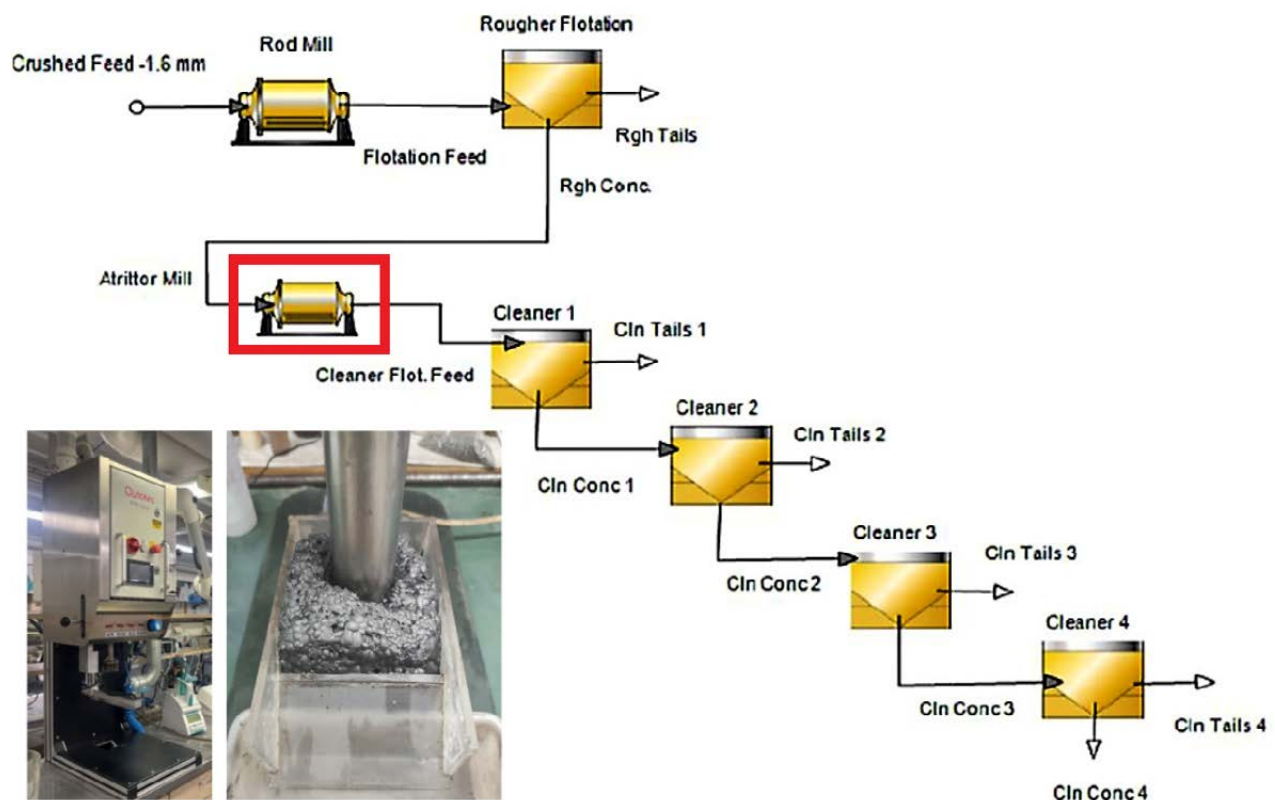 Rougher Flotation
Rod Mill
Crushed Feed -1.6 mm
Rgh Tails
Flotation Feed
Rgh Conc.
Atrittor Mill
Cleaner 1
Cln Tails 1
Cleaner Flot. Feed
Cleaner 2
Cln Tails 2
Cln Conc 1
Cleaner 3
Cln Tails 3
Cln Conc 2
Cleaner 4
Cln Conc 3
Cln Tails 4
Cln Conc 4